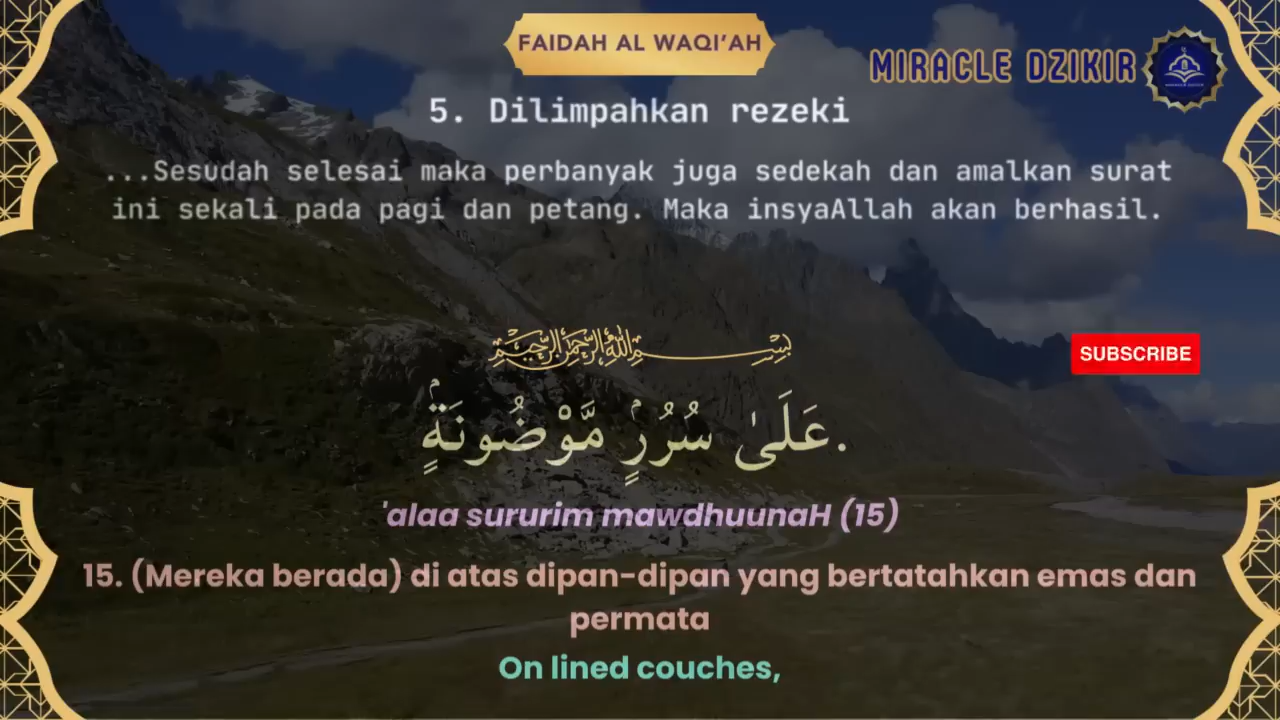 FAIDAH AL WAQI'AH
MIRACLE DZIKIR
5. Dilimpahkan rezeki
...Sesudah selesai maka perbanyak juga sedekah dan amalkan surat
ini sekali pada pagi dan petang. Maka insyaAllah akan berhasil.
بسم الله الرحمن الرحيم
SUBSCRIBE
عَلَىٰ سُرُرٍۢ مَّوْضُونَةٍۢ.
'alaa sururim mawdhuunaH (15)
15. (Mereka berada) di atas dipan-dipan yang bertatahkan emas dan
permata
On lined couches,